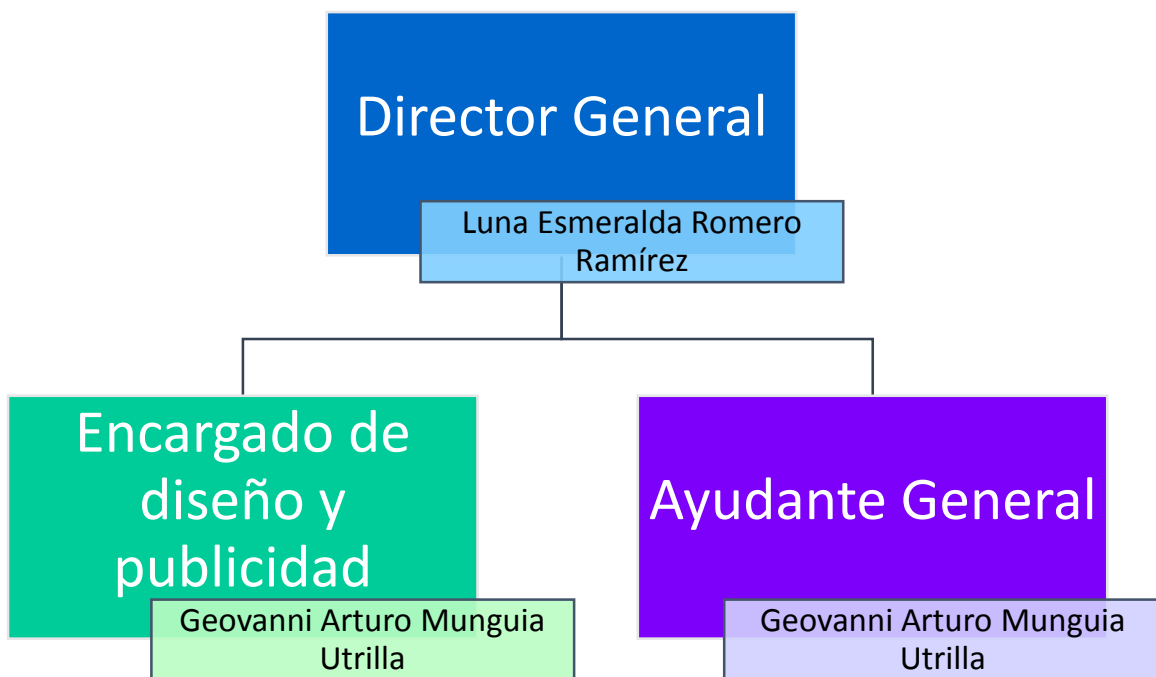 Director General
Luna Esmeralda Romero
Ramírez
Encargado de
diseño y
publicidad
Geovanni Arturo Munguia
Utrilla
Ayudante General
Geovanni Arturo Munguia
Utrilla